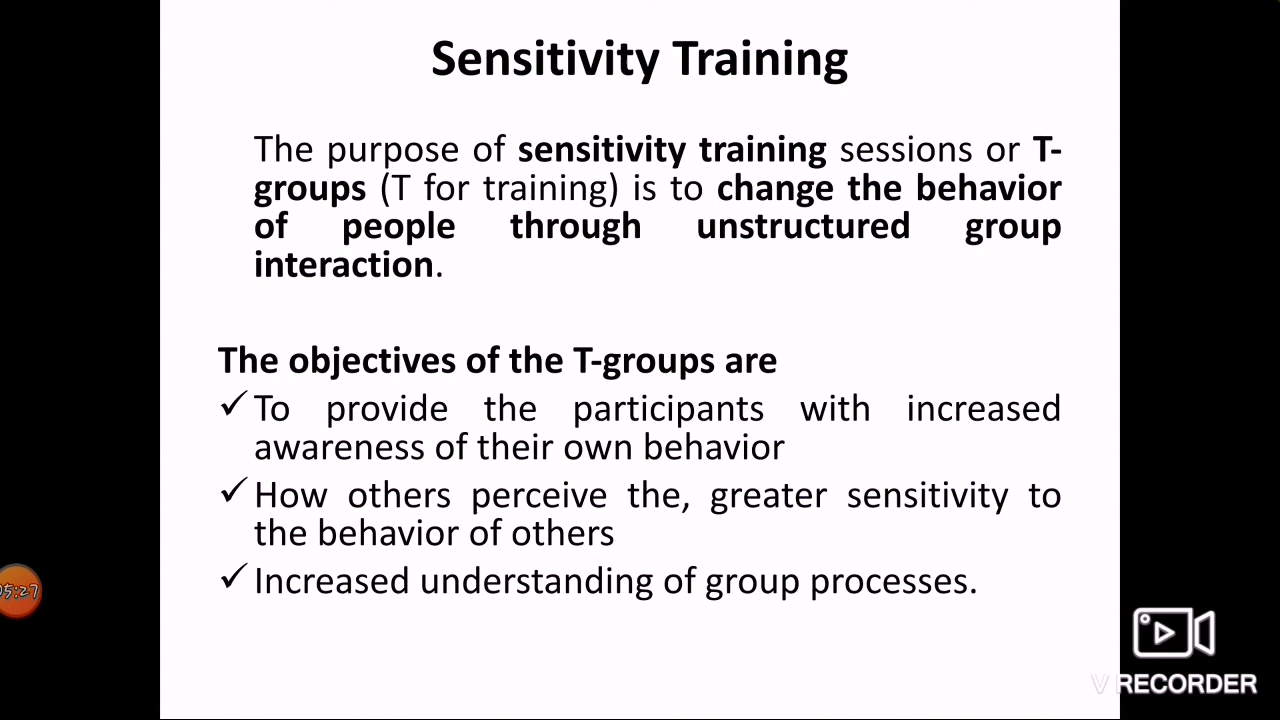 Sensitivity Training
The purpose of sensitivity training sessions or T-
groups (T for training) is to change the behavior
of people through unstructured group
interaction.
The objectives of the T-groups are
✓ To provide the participants with increased
awareness of their own behavior
✓ How others perceive the, greater sensitivity to
the behavior of others
✓ Increased understanding of group processes.
05:27
V RECORDER